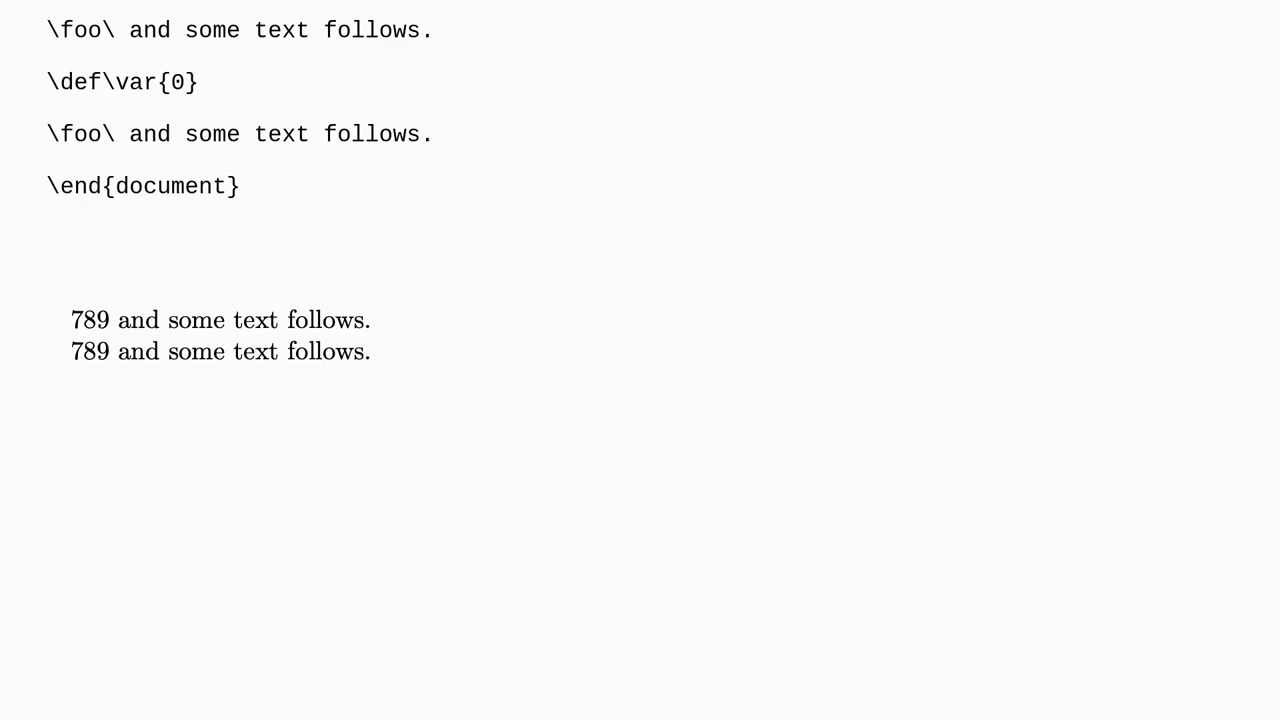 \foo\ and some text follows.
\def\var{0}
\foo\ and some text follows.
\end{document}
789 and some text follows.
789 and some text follows.